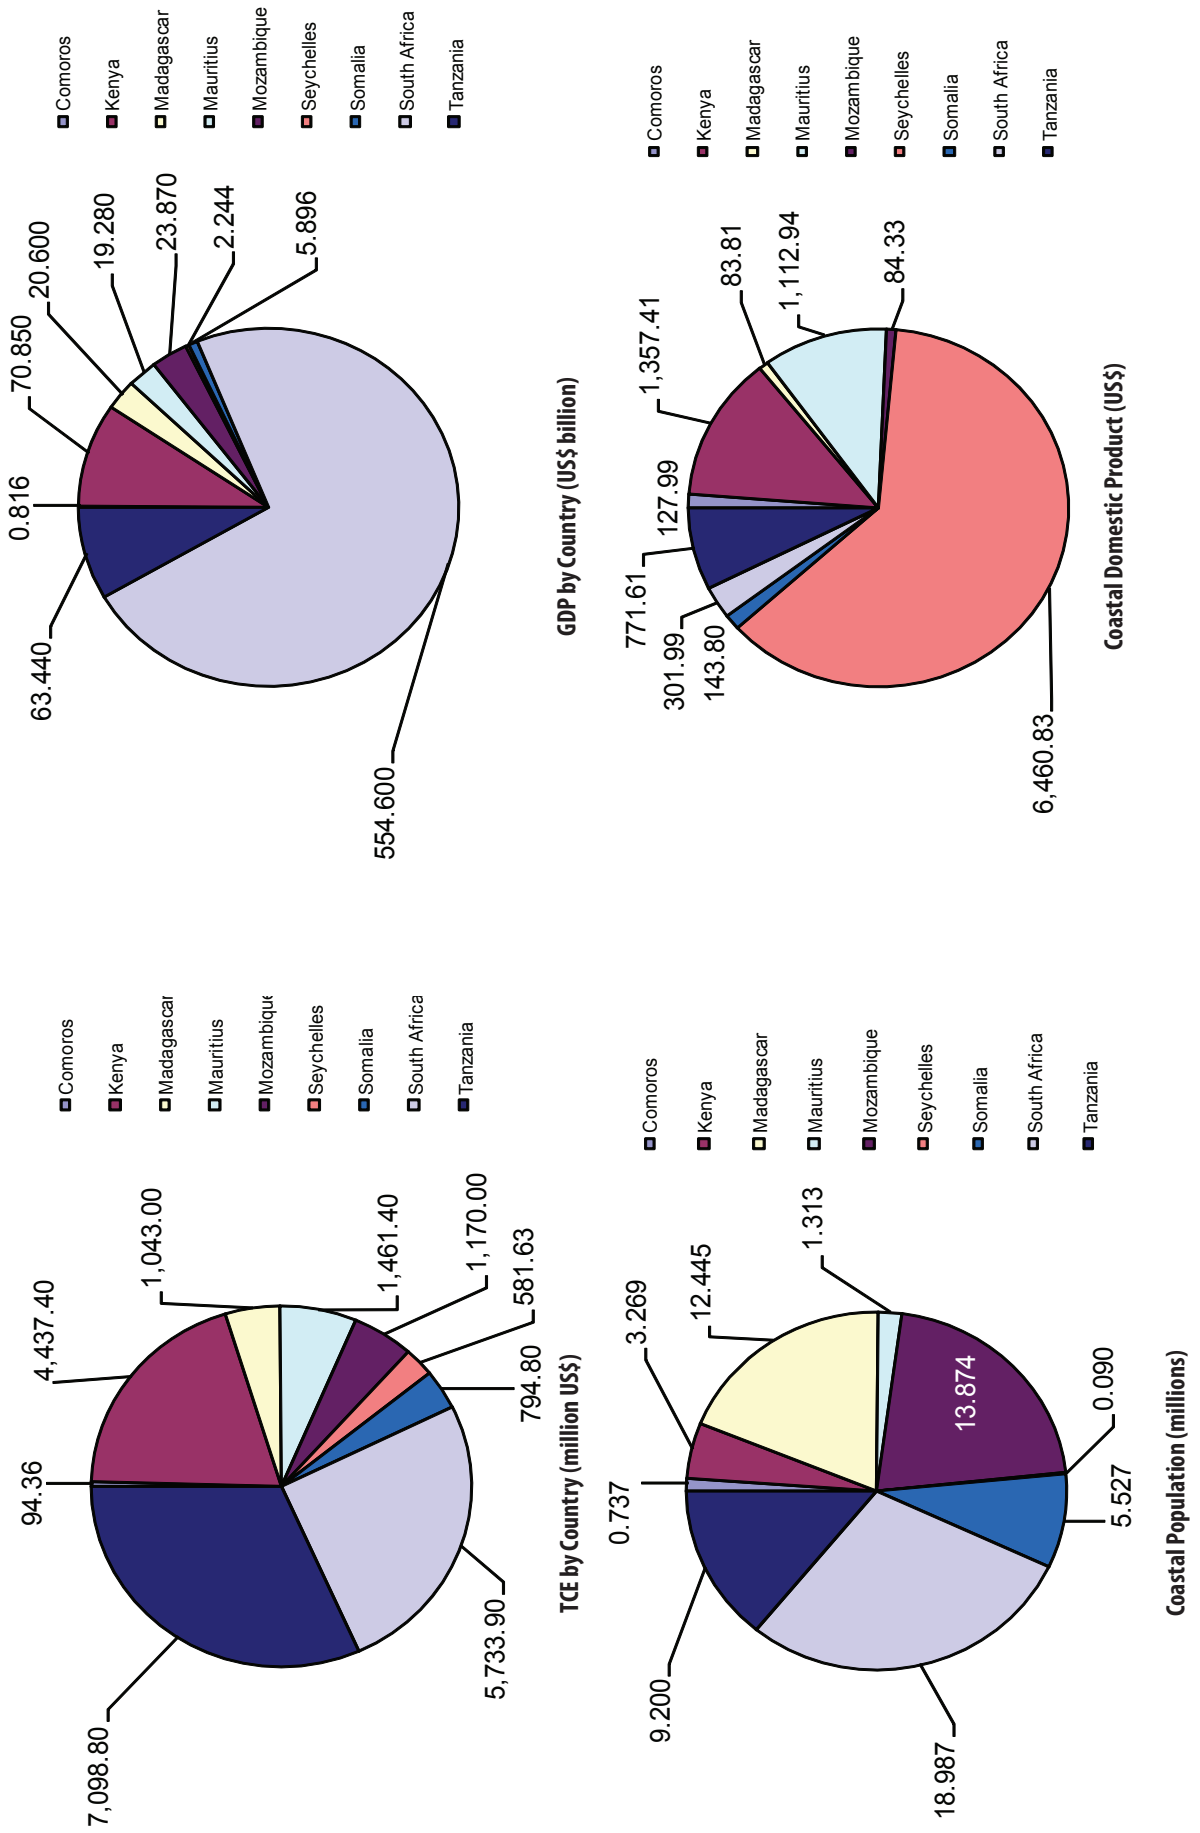 94.36
4,437.40
1,043.00
1,461.40
1,170.00
581.63
794.80
5,733.90
7,098.80
Comoros
Kenya
Madagascar
Mauritius
Mozambique
Seychelles
Somalia
South Africa
Tanzania
TCE by Country (million US$)
0.816
70.850
20.600
19.280
23.870
2.244
5.896
554.600
63.440
Comoros
Kenya
Madagascar
Mauritius
Mozambique
Seychelles
Somalia
South Africa
Tanzania
GDP by Country (US$ billion)
0.737
3.269
12.445
1.313
13.874
0.090
5.527
18.987
9.200
Comoros
Kenya
Madagascar
Mauritius
Mozambique
Seychelles
Somalia
South Africa
Tanzania
Coastal Population (millions)
127.99
1,357.41
83.81
1,112.94
84.33
6,460.83
143.80
301.99
771.61
Comoros
Kenya
Madagascar
Mauritius
Mozambique
Seychelles
Somalia
South Africa
Tanzania
Coastal Domestic Product (US$)